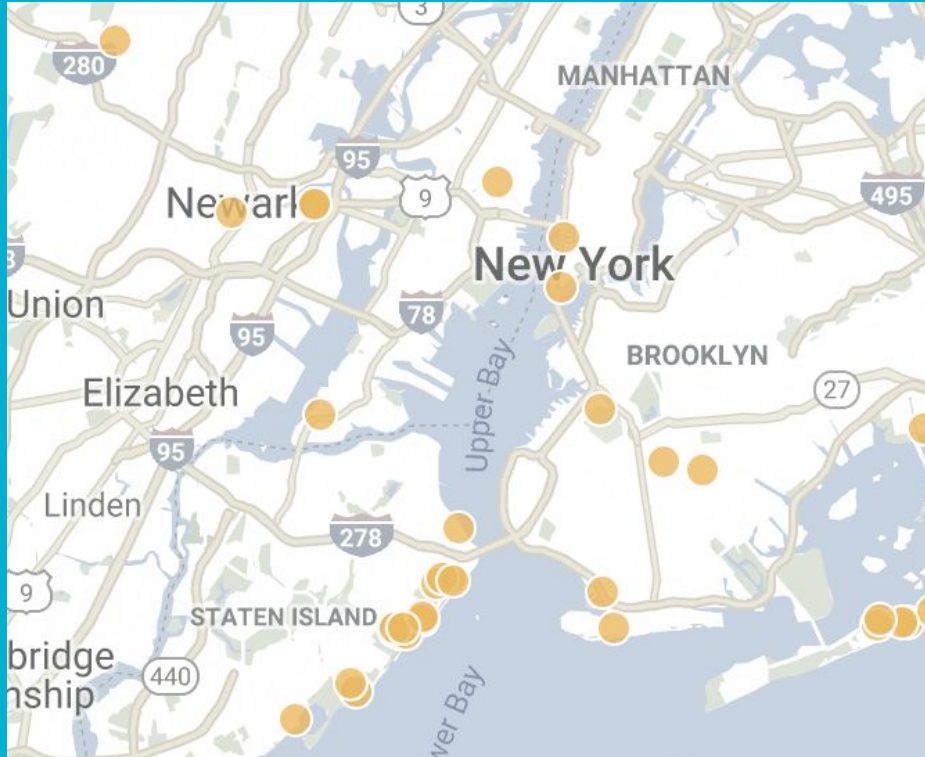 3
280
MANHATTAN
95
9
495
Newark
New York
Union
78
95
BROOKLYN
Elizabeth
27
Upper Bay
95
Linden
278
9
STATEN ISLAND
bridge
nship
440
wer Bay